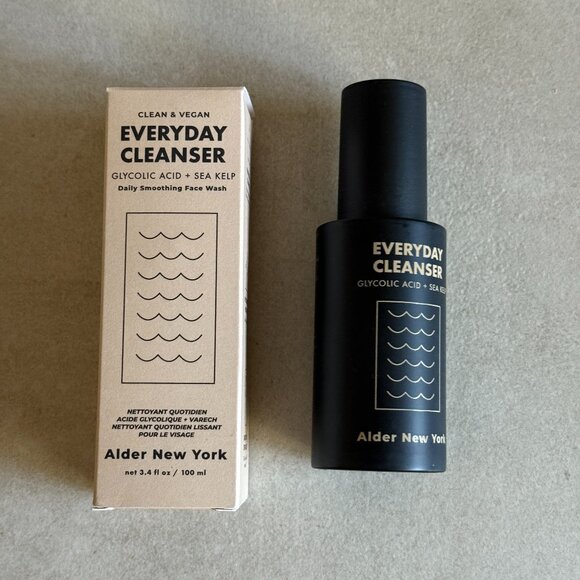 CLEAN & VEGAN
EVERYDAY
CLEANSER
GLYCOLIC ACID + SEA KELP
Daily Smoothing Face Wash
NETTOYANT QUOTIDIEN
ACIDE GLYCOLIQUE + VARECH
NETTOYANT QUOTIDIEN LISSANT
POUR LE VISAGE
Alder New York
net 3.4 fl oz / 100 ml
EVERYDAY
CLEANSER
GLYCOLIC ACID + SEA KELP
Alder New York